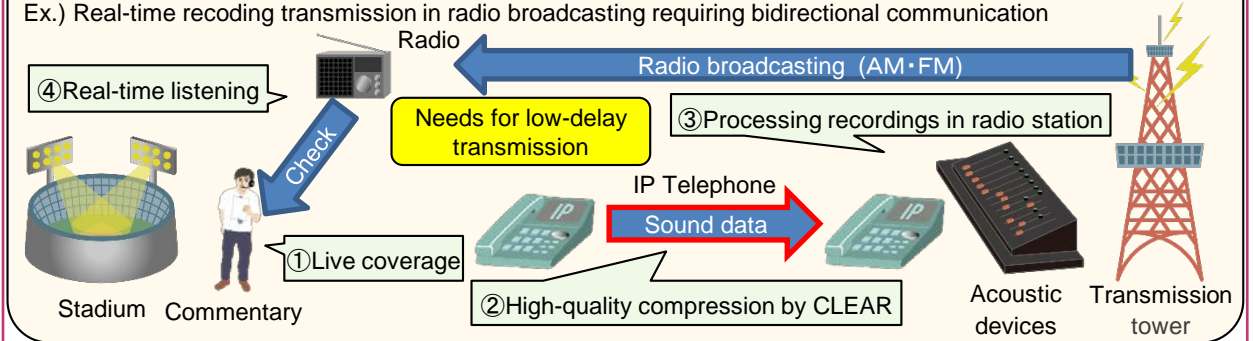 Ex.) Real-time recoding transmission in radio broadcasting requiring bidirectional communication
Radio
Radio broadcasting (AM・FM)
④Real-time listening
Needs for low-delay
transmission
③Processing recordings in radio station
Check
IP Telephone
IP
Sound data
IP
①Live coverage
②High-quality compression by CLEAR
Stadium
Commentary
Acoustic
devices
Transmission
tower